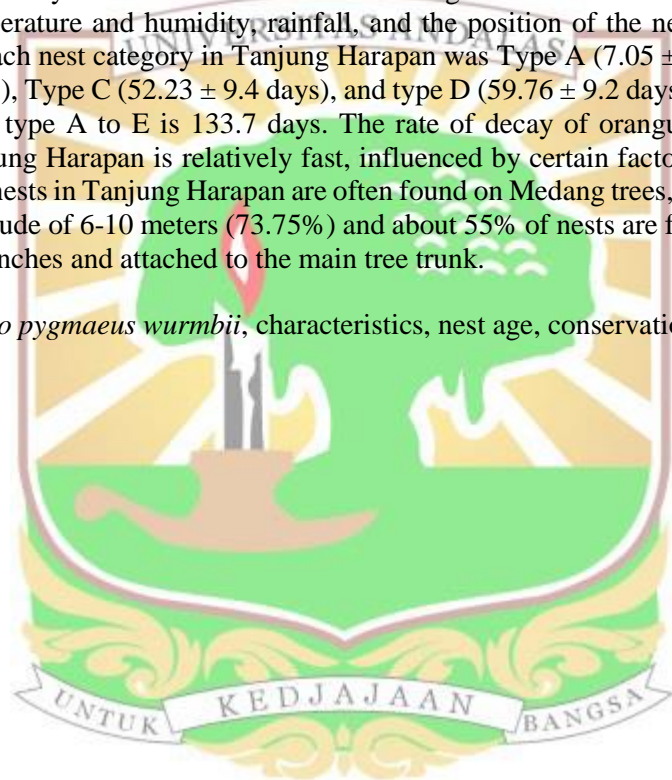 erature and humidity, rainfall, and the position of the ne
UNIVERSITAS ANDALAS
ach nest category in Tanjung Harapan was Type A (7.05 ±
), Type C (52.23 ± 9.4 days), and type D (59.76 ± 9.2 days
type A to E is 133.7 days. The rate of decay of orangu
ung Harapan is relatively fast, influenced by certain facto
nests in Tanjung Harapan are often found on Medang trees,
ude of 6-10 meters (73.75%) and about 55% of nests are f
nches and attached to the main tree trunk.
o pygmaeus wurmbii, characteristics, nest age, conservatio
UNTUK KEDJAJAAN BANGSA